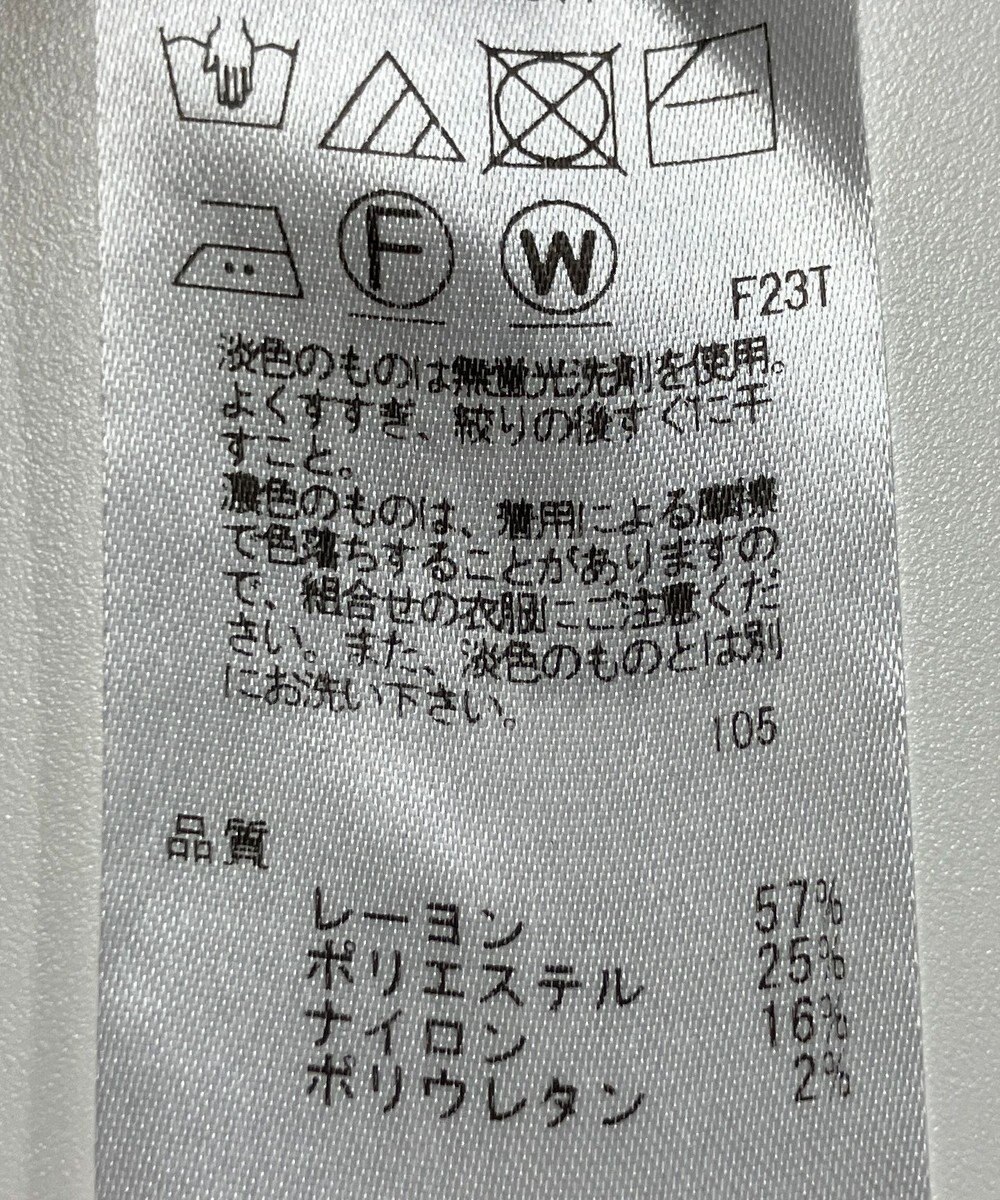 F
W
F23T
淡色のものは無蛍光洗剤を使用。
よくすすぎ、絞りの後すぐに干
すこと。
濃色のものは、着用による摩擦
で色落ちすることがありますの
で、組合せの衣服にご注意くだ
さい。また、淡色のものとは別
にお洗い下さい。
105
品質
レーヨン 57%
ポリエステル 25%
ナイロン 16%
ポリウレタン 2%